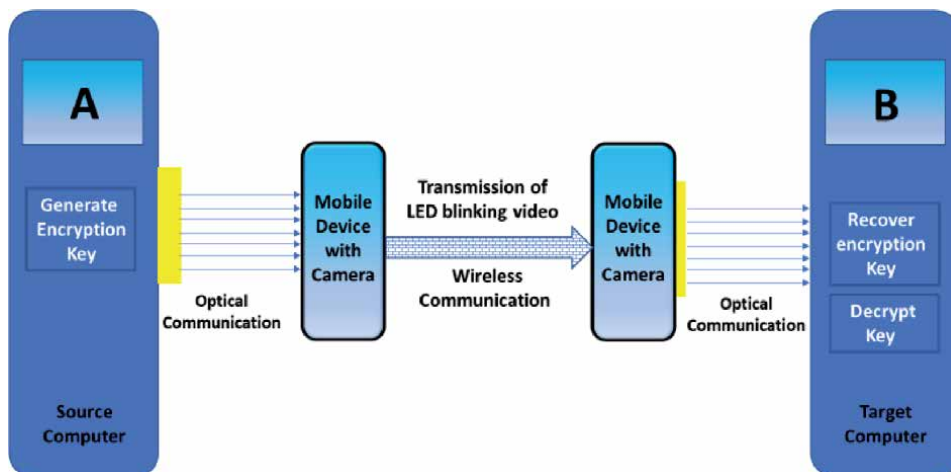 A
Generate
Encryption
Key
Optical
Communication
Source
Computer
Mobile
Device
with
Camera
Transmission of
LED blinking video
Wireless
Communication
Mobile
Device
with
Camera
Optical
Communication
B
Recover
encryption
Key
Decrypt
Key
Target
Computer